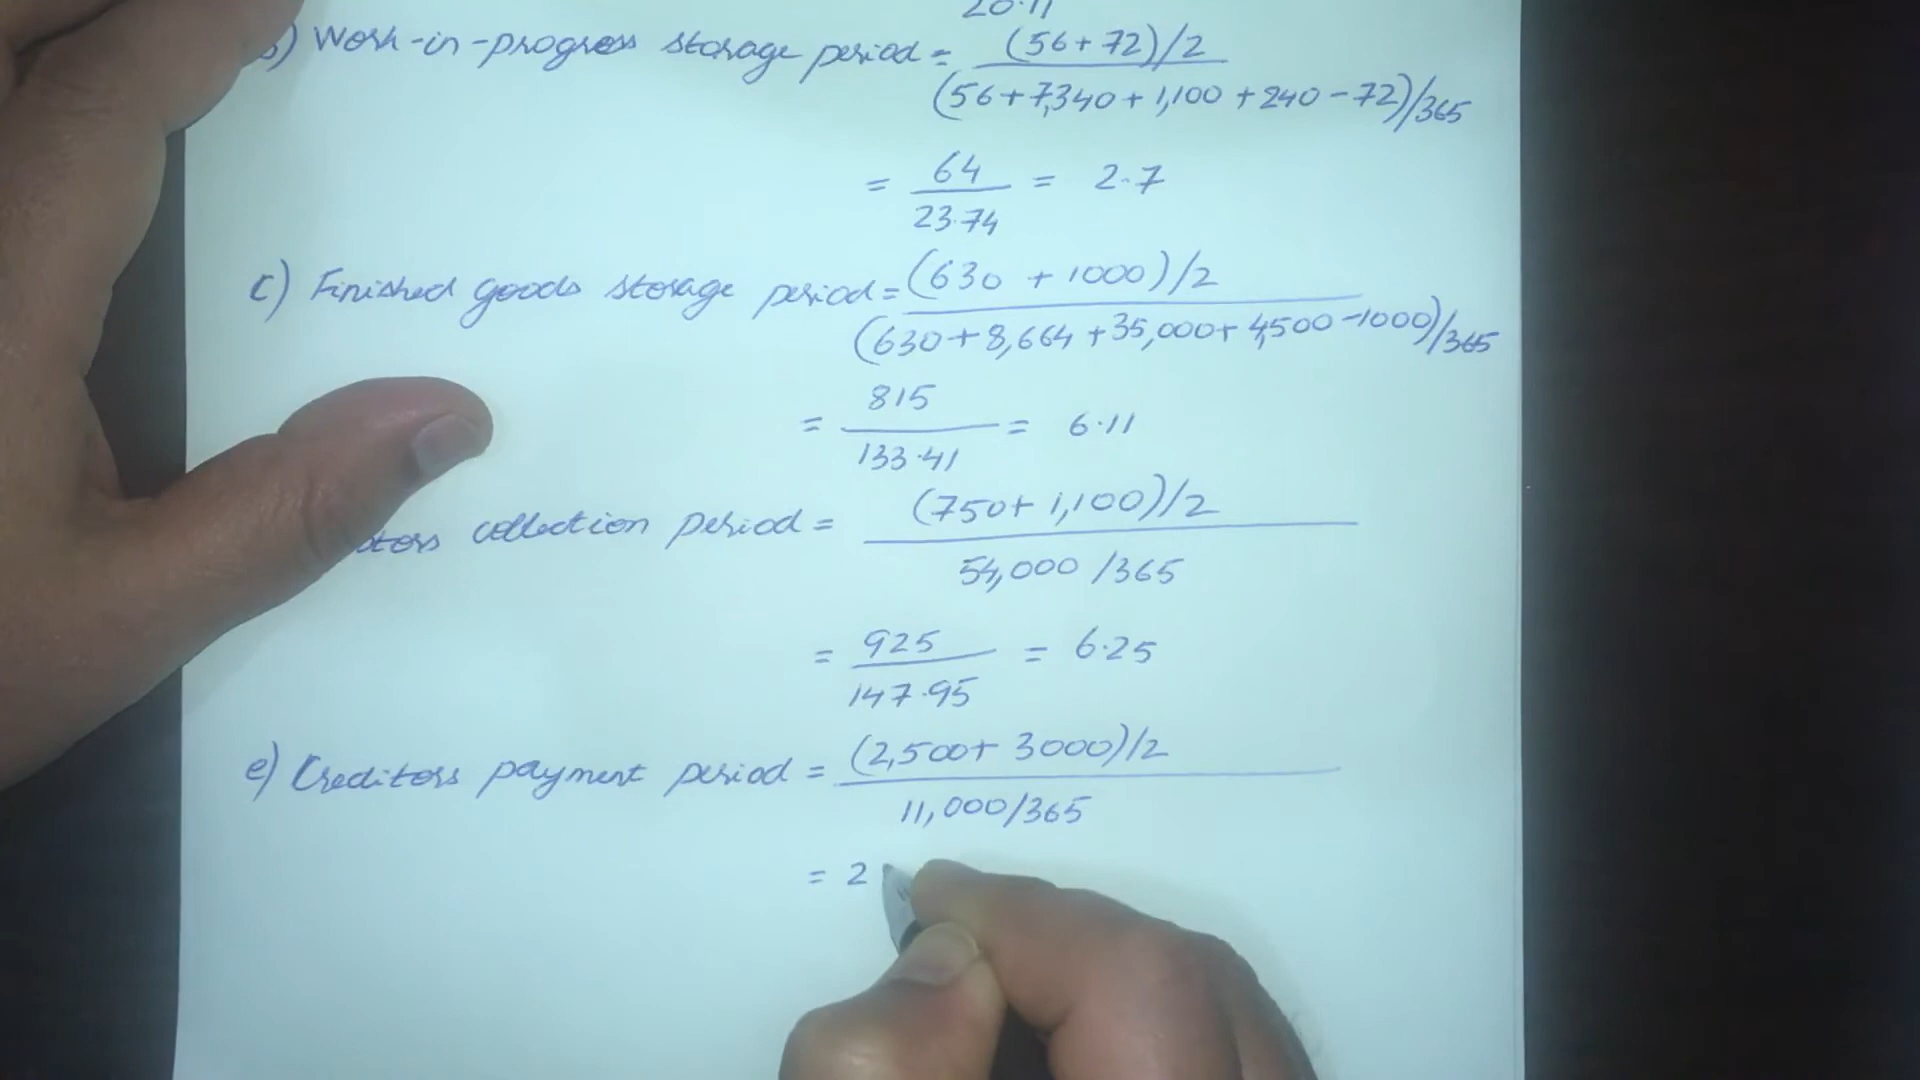 20.11
b) Work-in-progress storage period = (56+72)/2
(56+7,340+1,100+240-72)/365
= 64 = 2.7
23.74
c) Finished goods storage period = (630 + 1000)/2
(630+8,664+35,000+4,500-1000)/365
= 815 = 6.11
133.41
collection period = (750+1,100)/2
54,000/365
= 925 = 6.25
147.95
e) Creditors payment period = (2,500+3000)/2
11,000/365
= 2